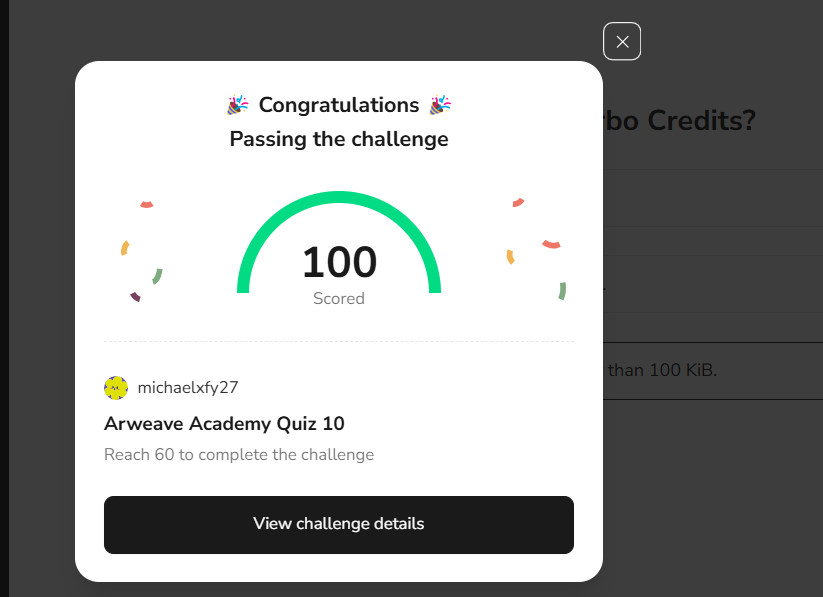 Congratulations
Passing the challenge
100
Scored
michaelxfy27
Arweave Academy Quiz 10
Reach 60 to complete the challenge
View challenge details
Credits?
than 100 KiB.